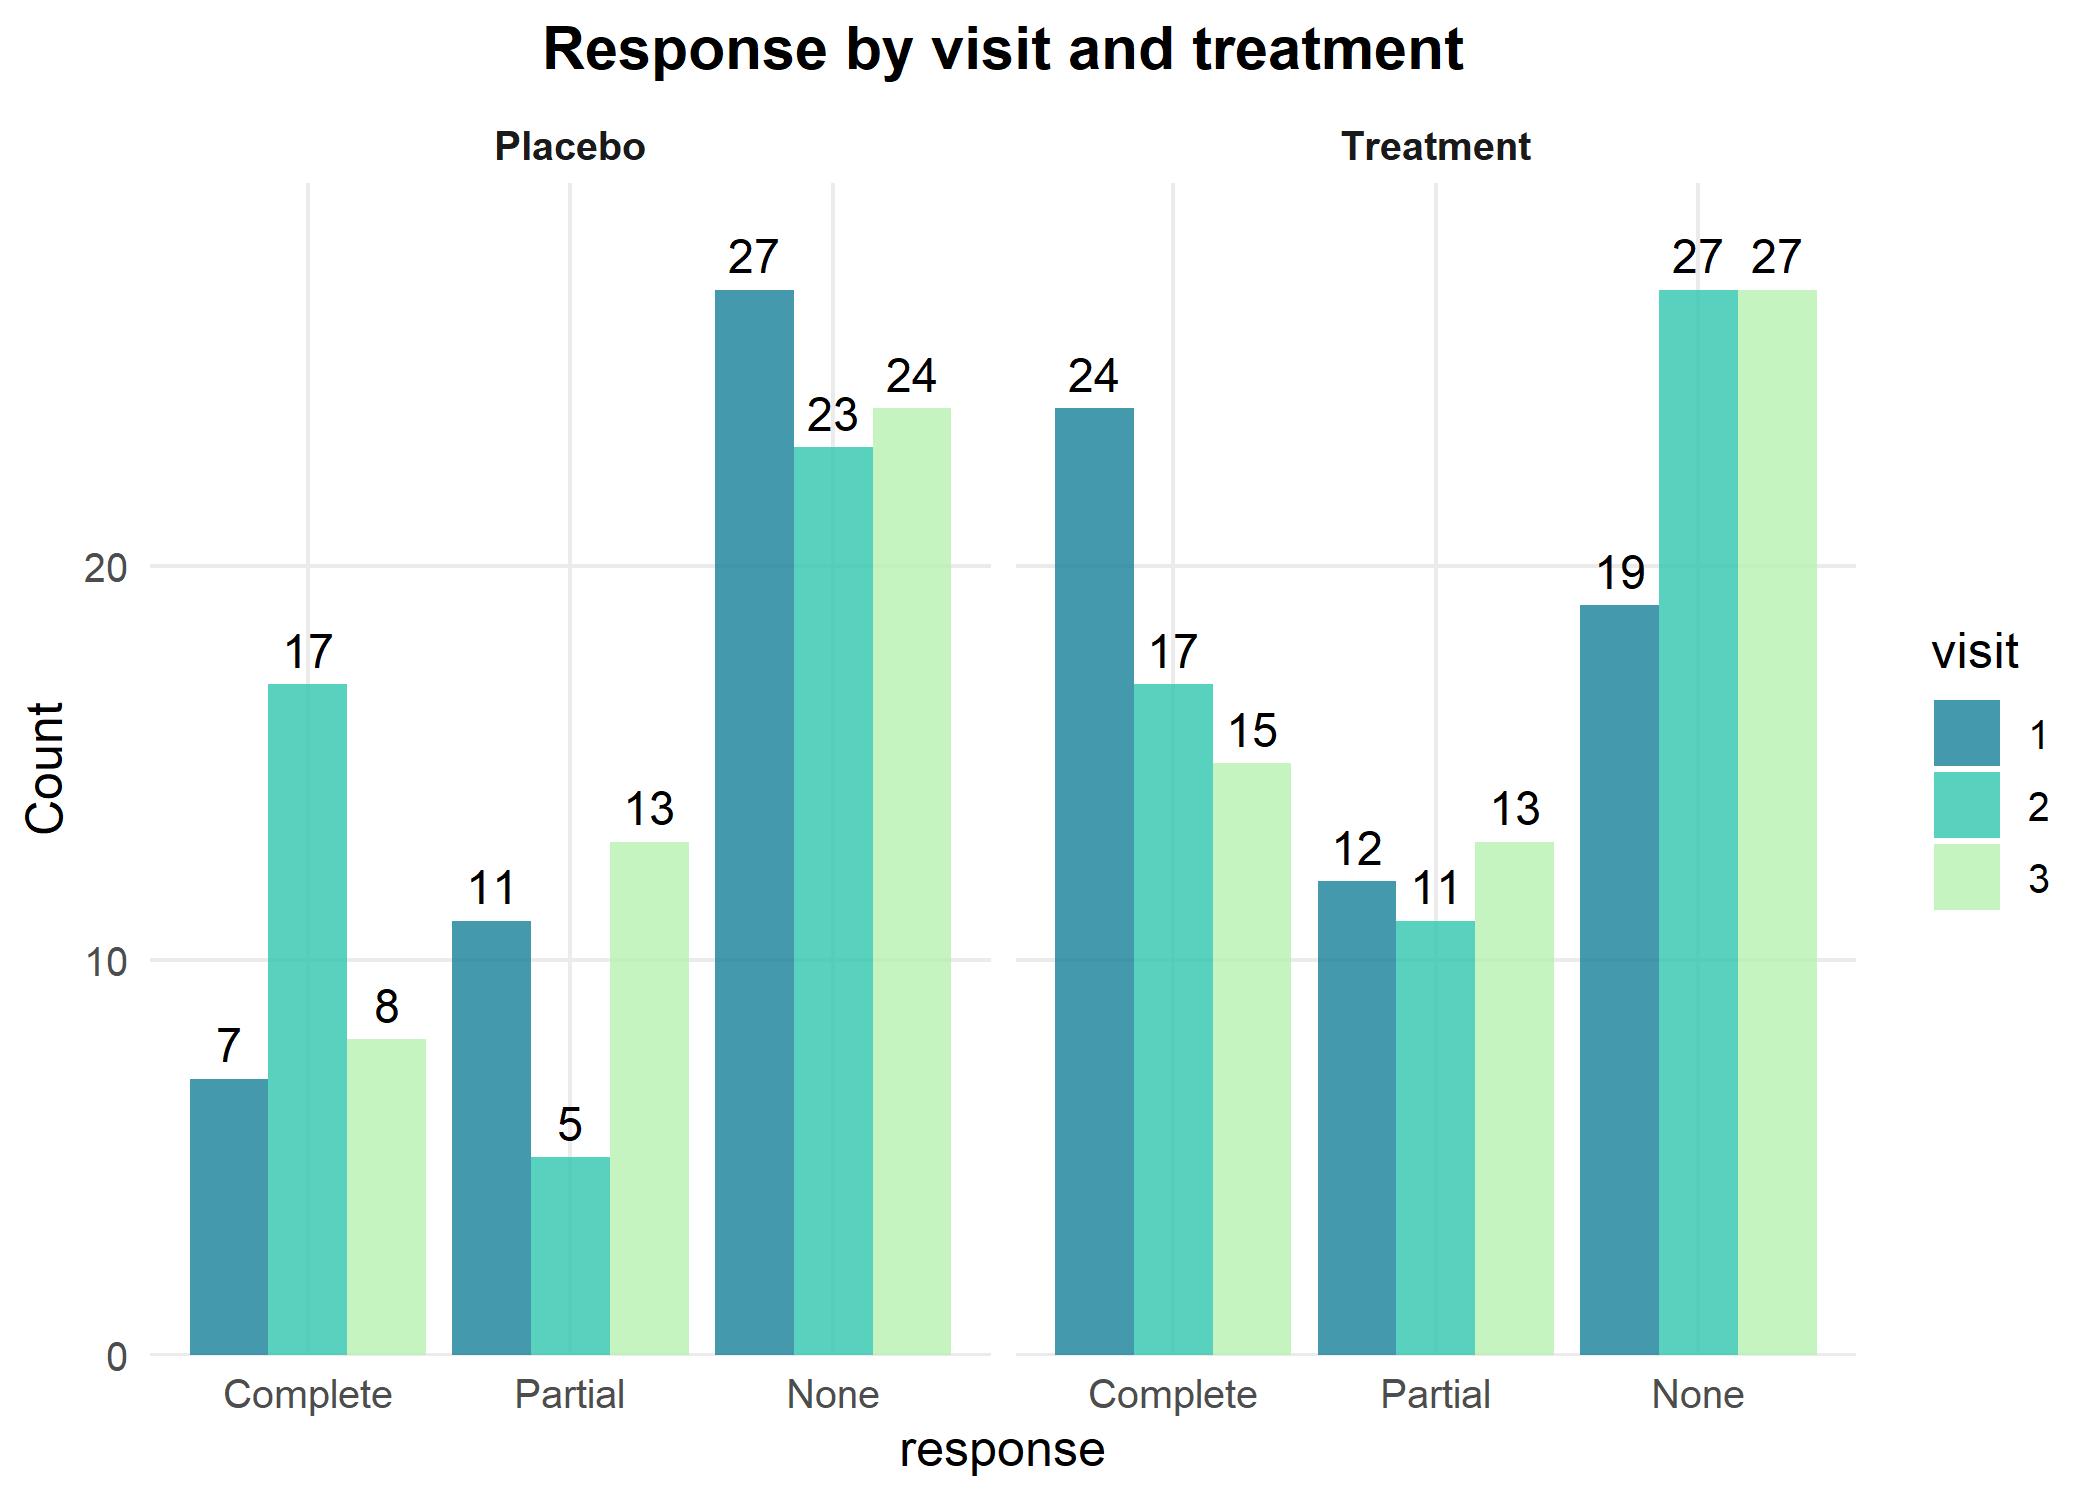 Response by visit and treatment
Placebo
Treatment
27
27 27
24
24
23
20
19
17
17
15
13
13
12
11
11
10
8
7
5
0
Count
visit
1
2
3
Complete Partial None
Complete Partial None
response